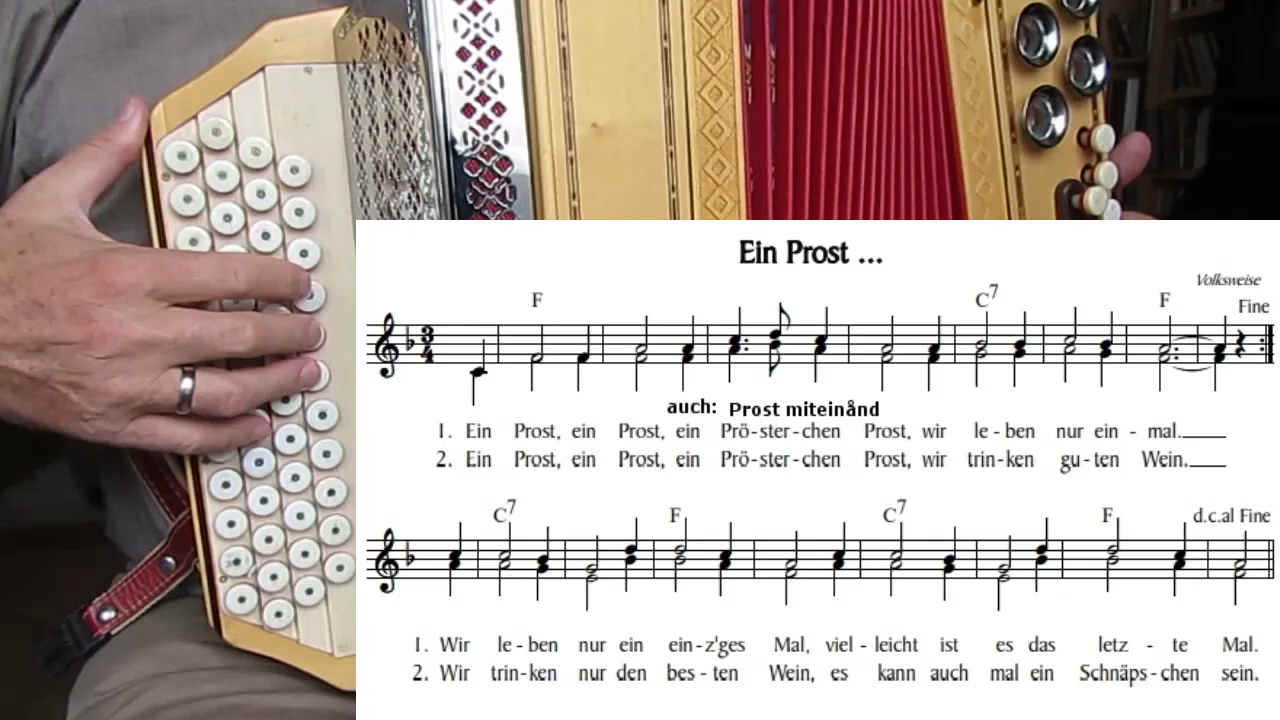 Ein Prost ...
Volksweise
F C7 F Fine
3
4
auch: Prost miteinånd
1. Ein Prost, ein Prost, ein Prö-ster-chen Prost, wir le-ben nur ein - mal.
2. Ein Prost, ein Prost, ein Prö-ster-chen Prost, wir trin-ken gu-ten Wein.
C7 F C7 F d.c.al Fine
1. Wir le-ben nur ein ein-z'ges Mal, viel-leicht ist es das letz - te Mal.
2. Wir trin-ken nur den bes-ten Wein, es kann auch mal ein Schnäps-chen sein.